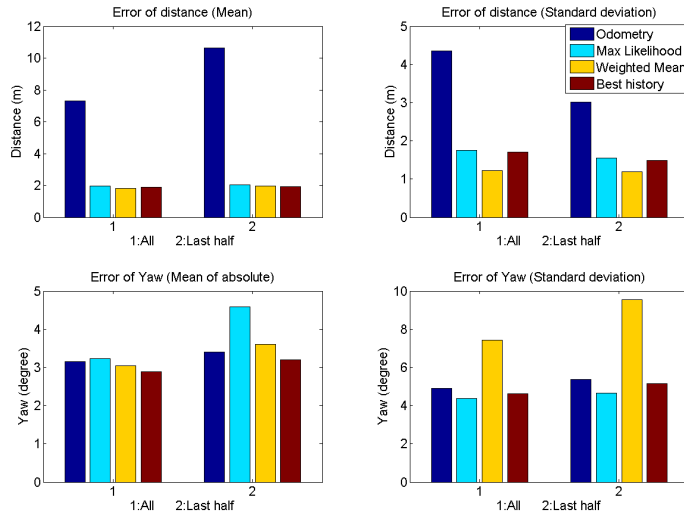 Error of distance (Mean)
12
10
8
6
4
2
0
Distance (m)
1
2
1:All 2:Last half
Error of distance (Standard deviation)
5
4
3
2
1
0
Distance (m)
1
2
1:All 2:Last half
Odometry
Max Likelihood
Weighted Mean
Best history
Error of Yaw (Mean of absolute)
5
4
3
2
1
0
Yaw (degree)
1
2
1:All 2:Last half
Error of Yaw (Standard deviation)
10
8
6
4
2
0
Yaw (degree)
1
2
1:All 2:Last half